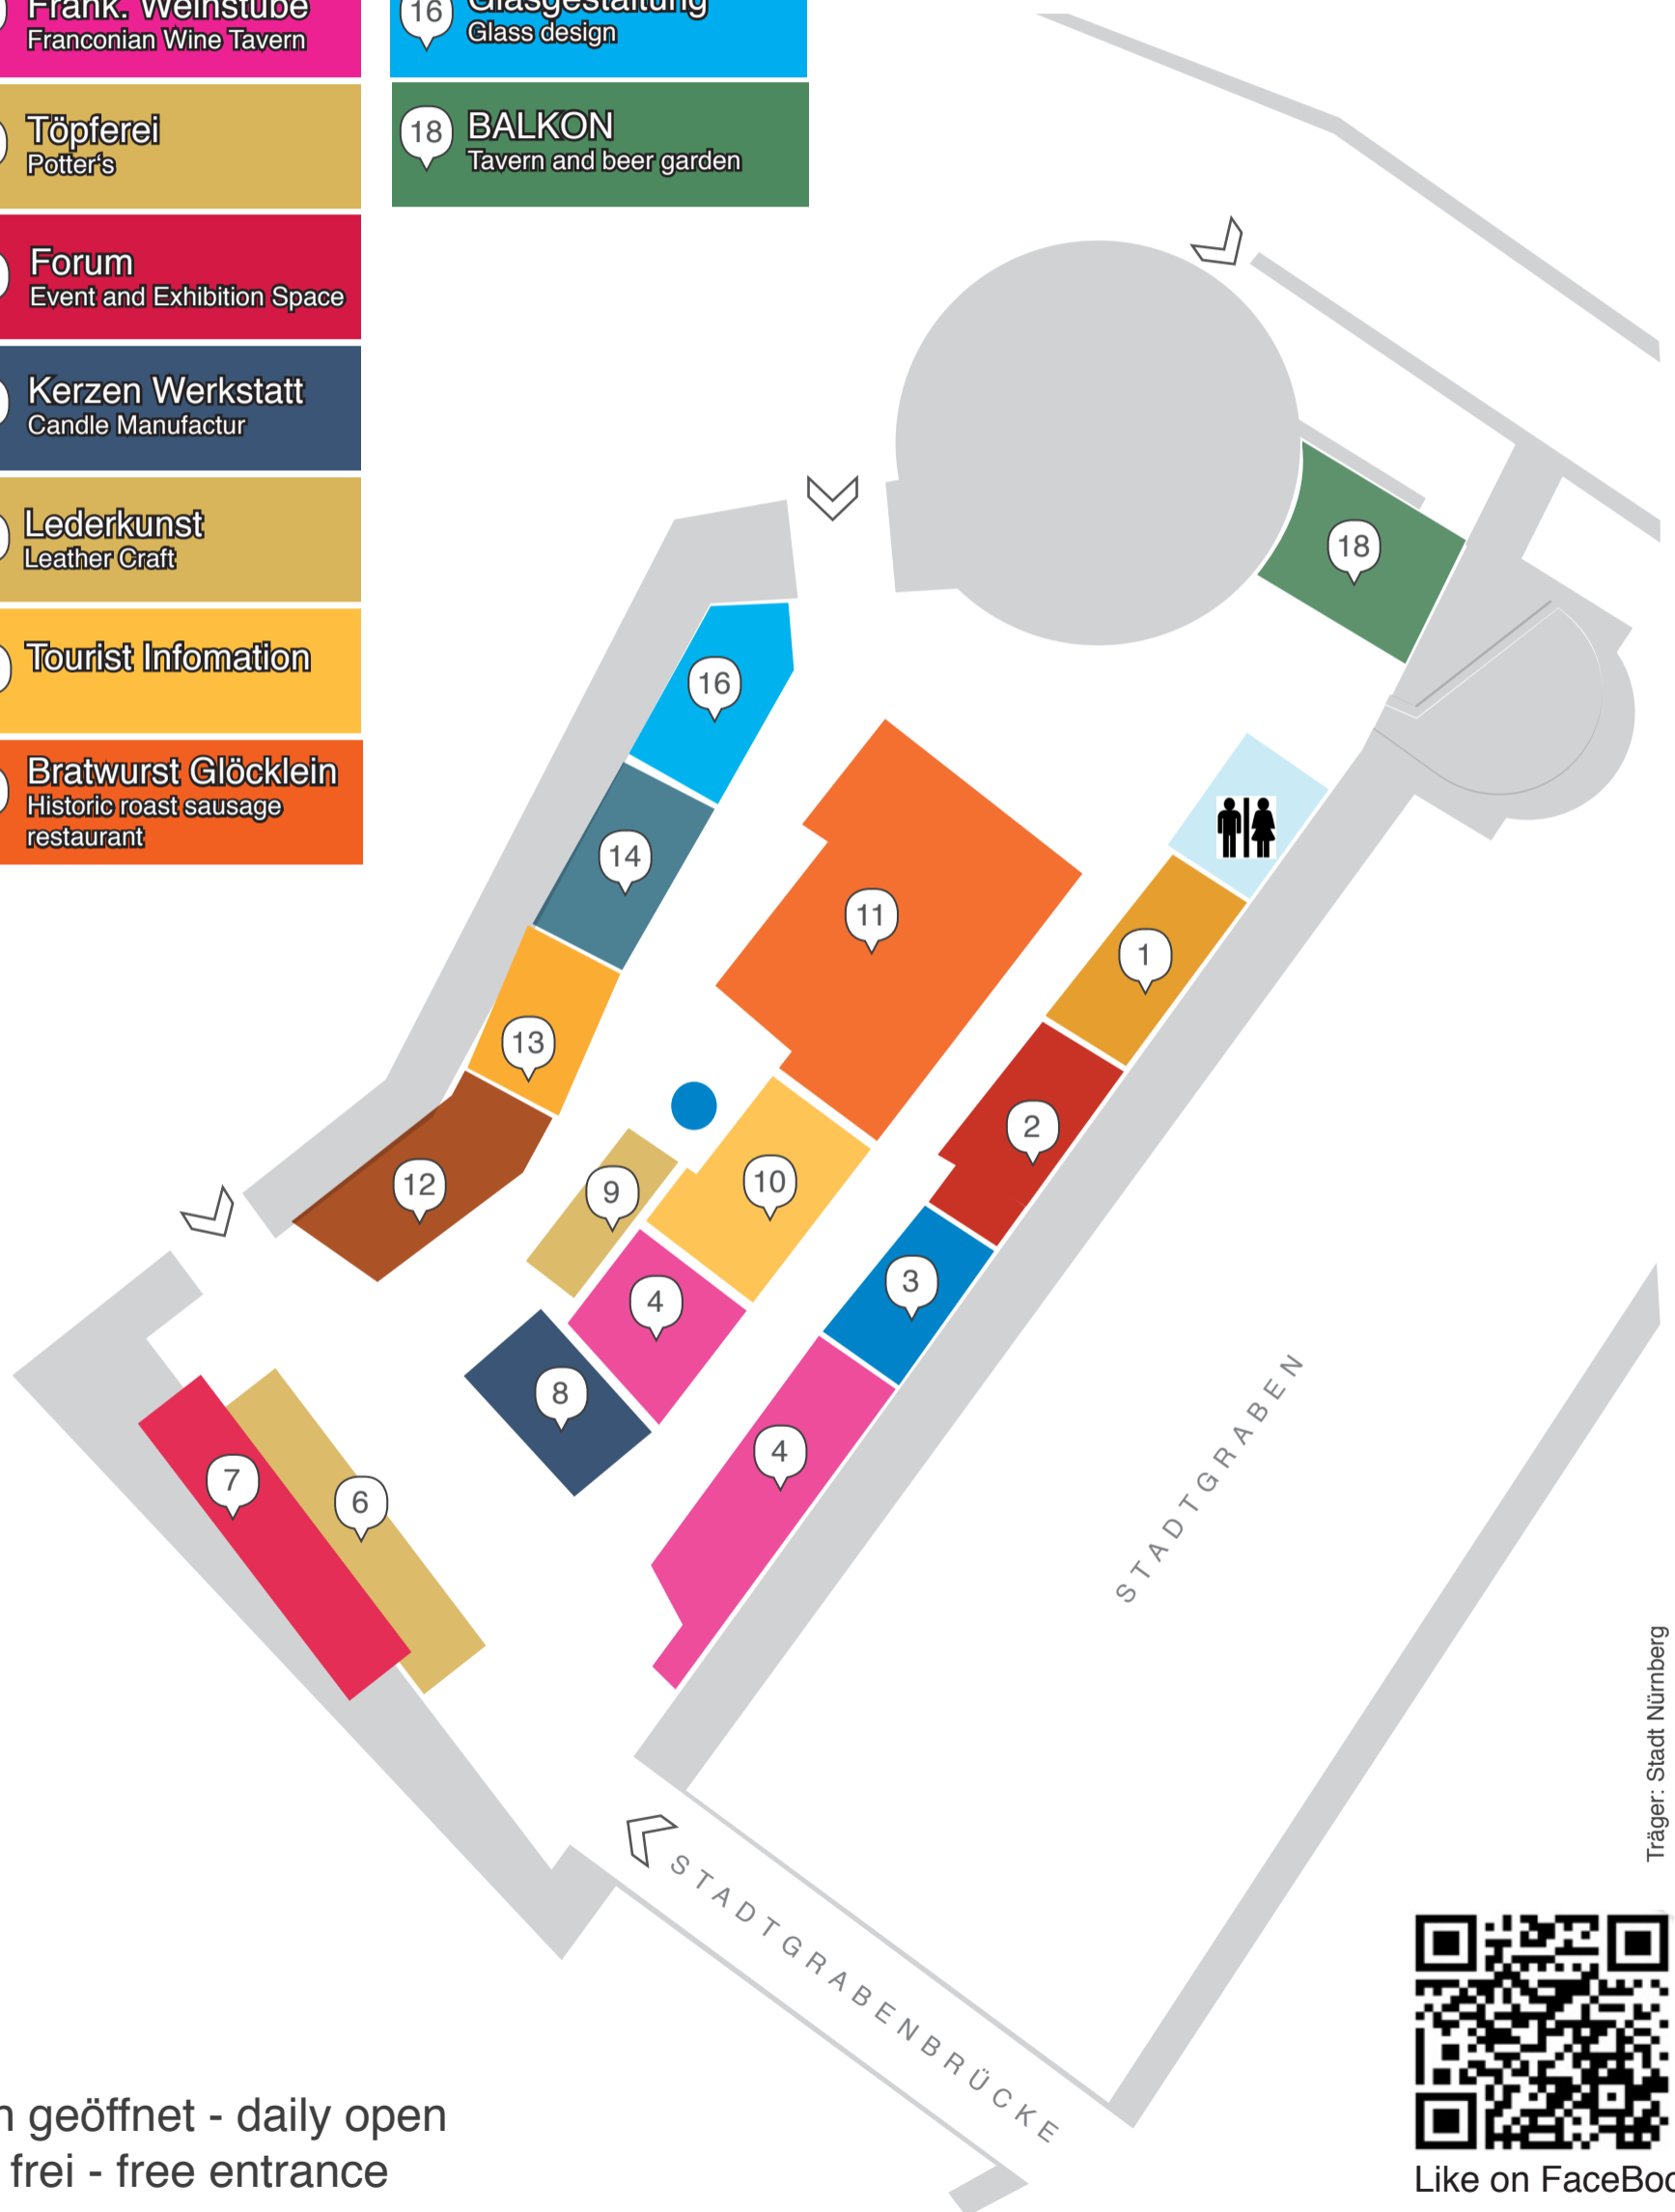 Fränk. Weinstube
Franconian Wine Tavern
Töpferei
Potter's
Forum
Event and Exhibition Space
Kerzen Werkstatt
Candle Manufactur
Lederkunst
Leather Craft
Tourist Infomation
Bratwurst Glöcklein
Historic roast sausage
restaurant
16 Glasgestaltung
Glass design
18 BALKON
Tavern and beer garden
18
16
14
11
1
13
2
12
9
10
3
4
8
4
7
6
STADTGRABEN
STADTGRABENBRÜCKE
Träger: Stadt Nürnberg
geöffnet - daily open
frei - free entrance
Like on